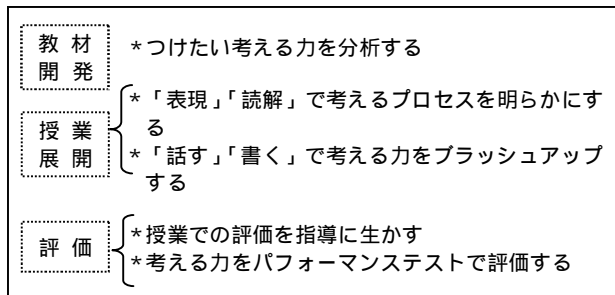 教 材
開 発
＊つけたい考える力を分析する
＊「表現」「読解」で考えるプロセスを明らかにす
る
授 業
展 開
＊「話す」「書く」で考える力をブラッシュアップ
する
評 価
＊授業での評価を指導に生かす
＊考える力をパフォーマンステストで評価する